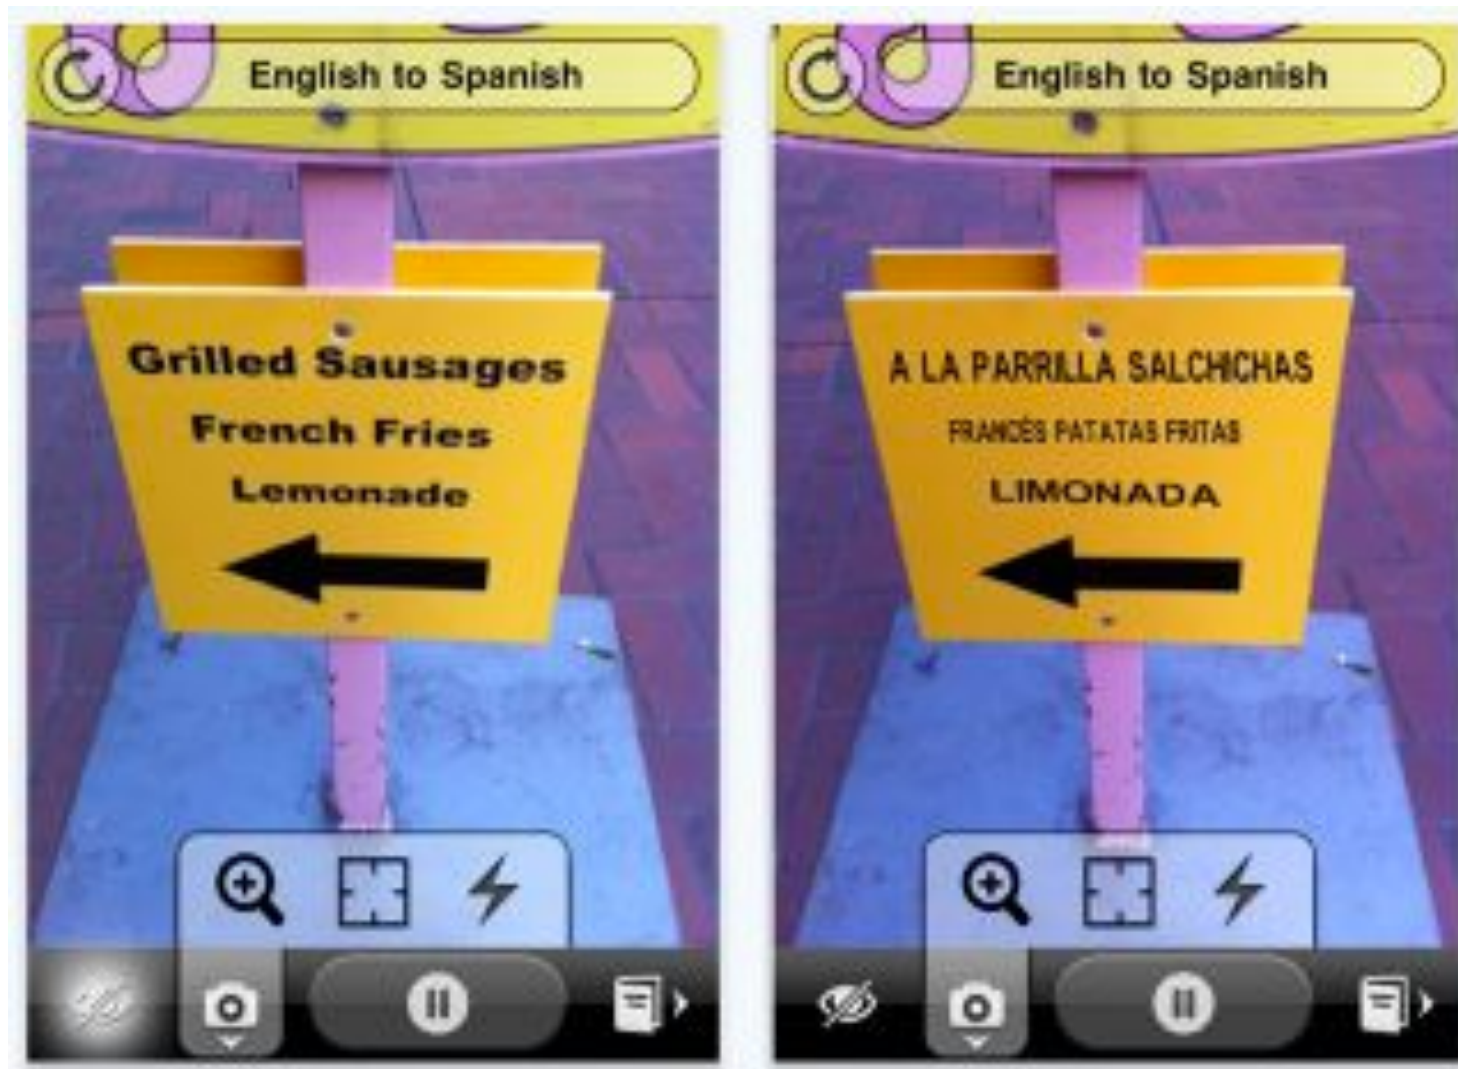 English to Spanish
Grilled Sausages
French Fries
Lemonade
English to Spanish
A LA PARRILLA SALCHICHAS
FRANCÉS PATATAS FRITAS
LIMONADA